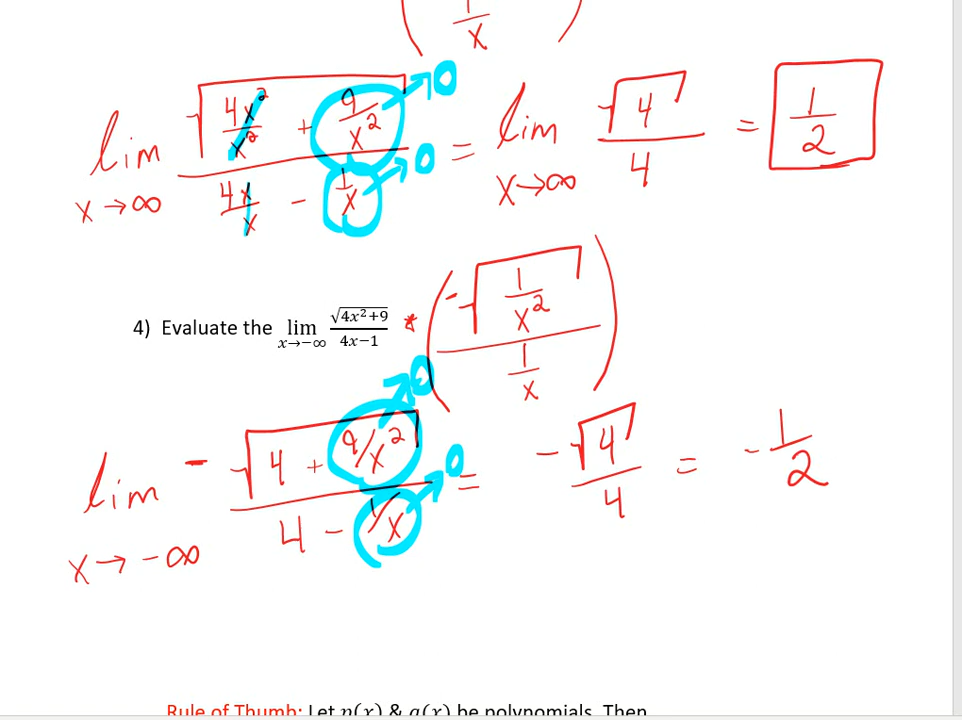 ( 1/x )
lim x→∞ √(4x²/x² + 9/x²) / (4x/x - 1/x) = lim x→∞ √4 / 4 = 1/2
→0
→0
4) Evaluate the lim x→-∞ √(4x²+9) / (4x-1) * ( -√(1/x²) / (1/x) )
lim x→-∞ -√(4 + 9/x²) / (4 - 1/x) = -√4 / 4 = -1/2
→0
→0
Rule of Thumb: Let p(x) & q(x) be polynomials. Then